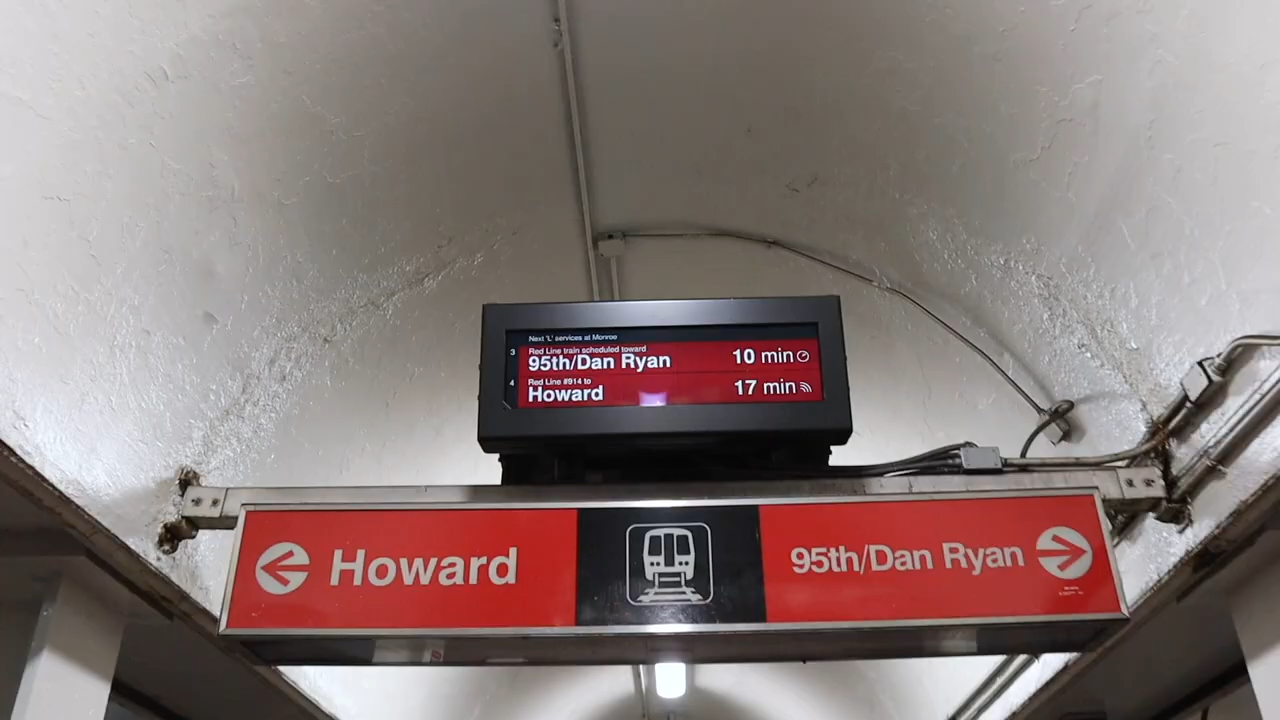 Next 'L' services at Monroe
3 Red Line train scheduled toward
95th/Dan Ryan 10 min
4 Red Line #914 to
Howard 17 min
Howard 95th/Dan Ryan